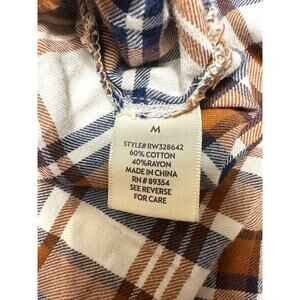 M
STYLE# RW328642
60% COTTON
40%RAYON
MADE IN CHINA
RN # 89354
SEE REVERSE
FOR CARE